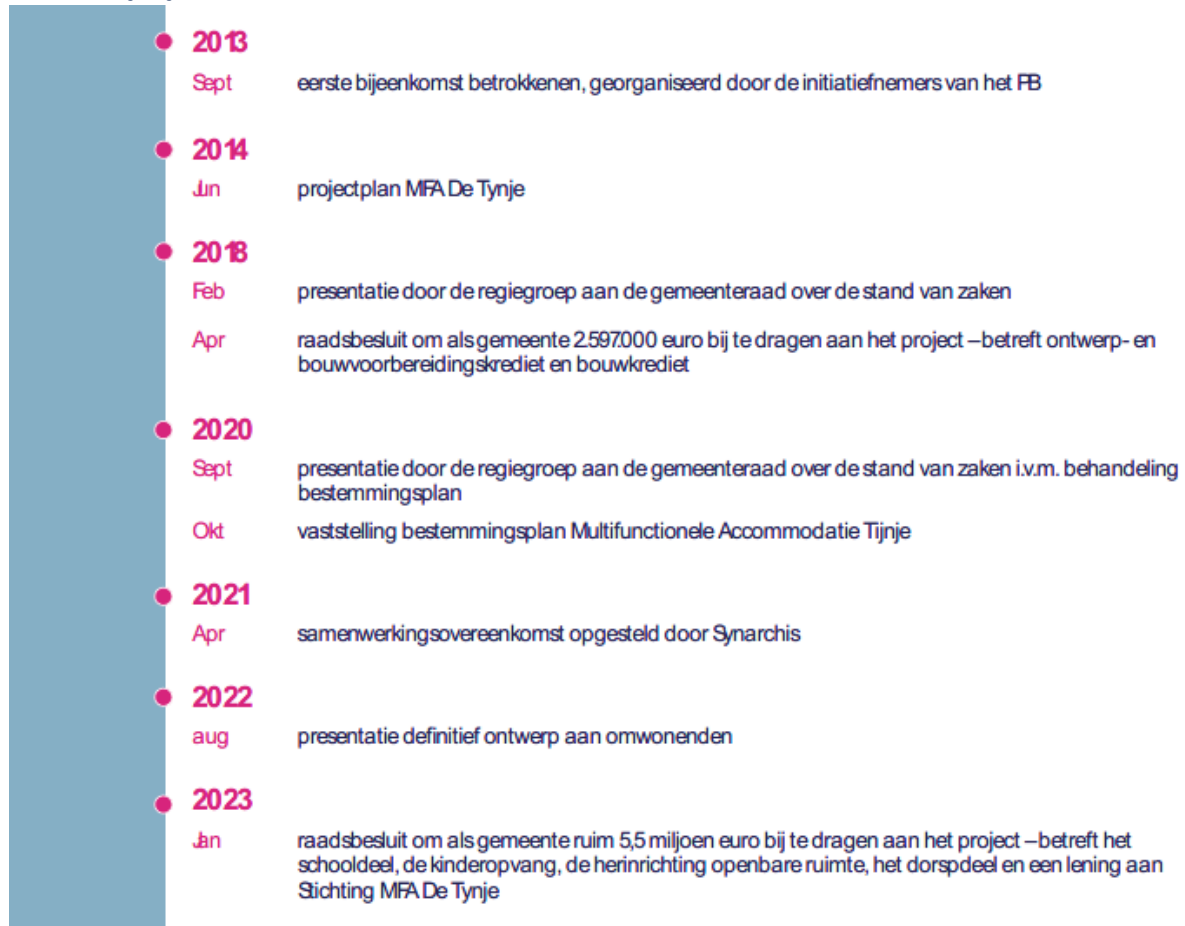 2013
Sept eerste bijeenkomst betrokkenen, georganiseerd door de initiatiefnemers van het PB
2014
Jun projectplan MFA De Tynje
2018
Feb presentatie door de regiegroep aan de gemeenteraad over de stand van zaken
Apr raadsbesluit om als gemeente 2.597.000 euro bij te dragen aan het project – betreft ontwerp- en
bouwvoorbereidingskrediet en bouwkrediet
2020
Sept presentatie door de regiegroep aan de gemeenteraad over de stand van zaken i.v.m. behandeling
bestemmingsplan
Okt vaststelling bestemmingsplan Multifunctionele Accommodatie Tijnje
2021
Apr samenwerkingsovereenkomst opgesteld door Synarchis
2022
aug presentatie definitief ontwerp aan omwonenden
2023
Jan raadsbesluit om als gemeente ruim 5,5 miljoen euro bij te dragen aan het project – betreft het
schooldeel, de kinderopvang, de herinrichting openbare ruimte, het dorpsdeel en een lening aan
Stichting MFA De Tynje